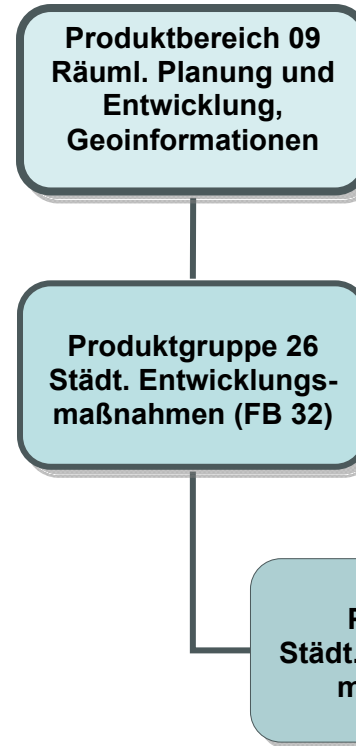 Produktbereich 09
Räuml. Planung und
Entwicklung,
Geoinformationen
Produktgruppe 26
Städt. Entwicklungs-
maßnahmen (FB 32)
Städt.